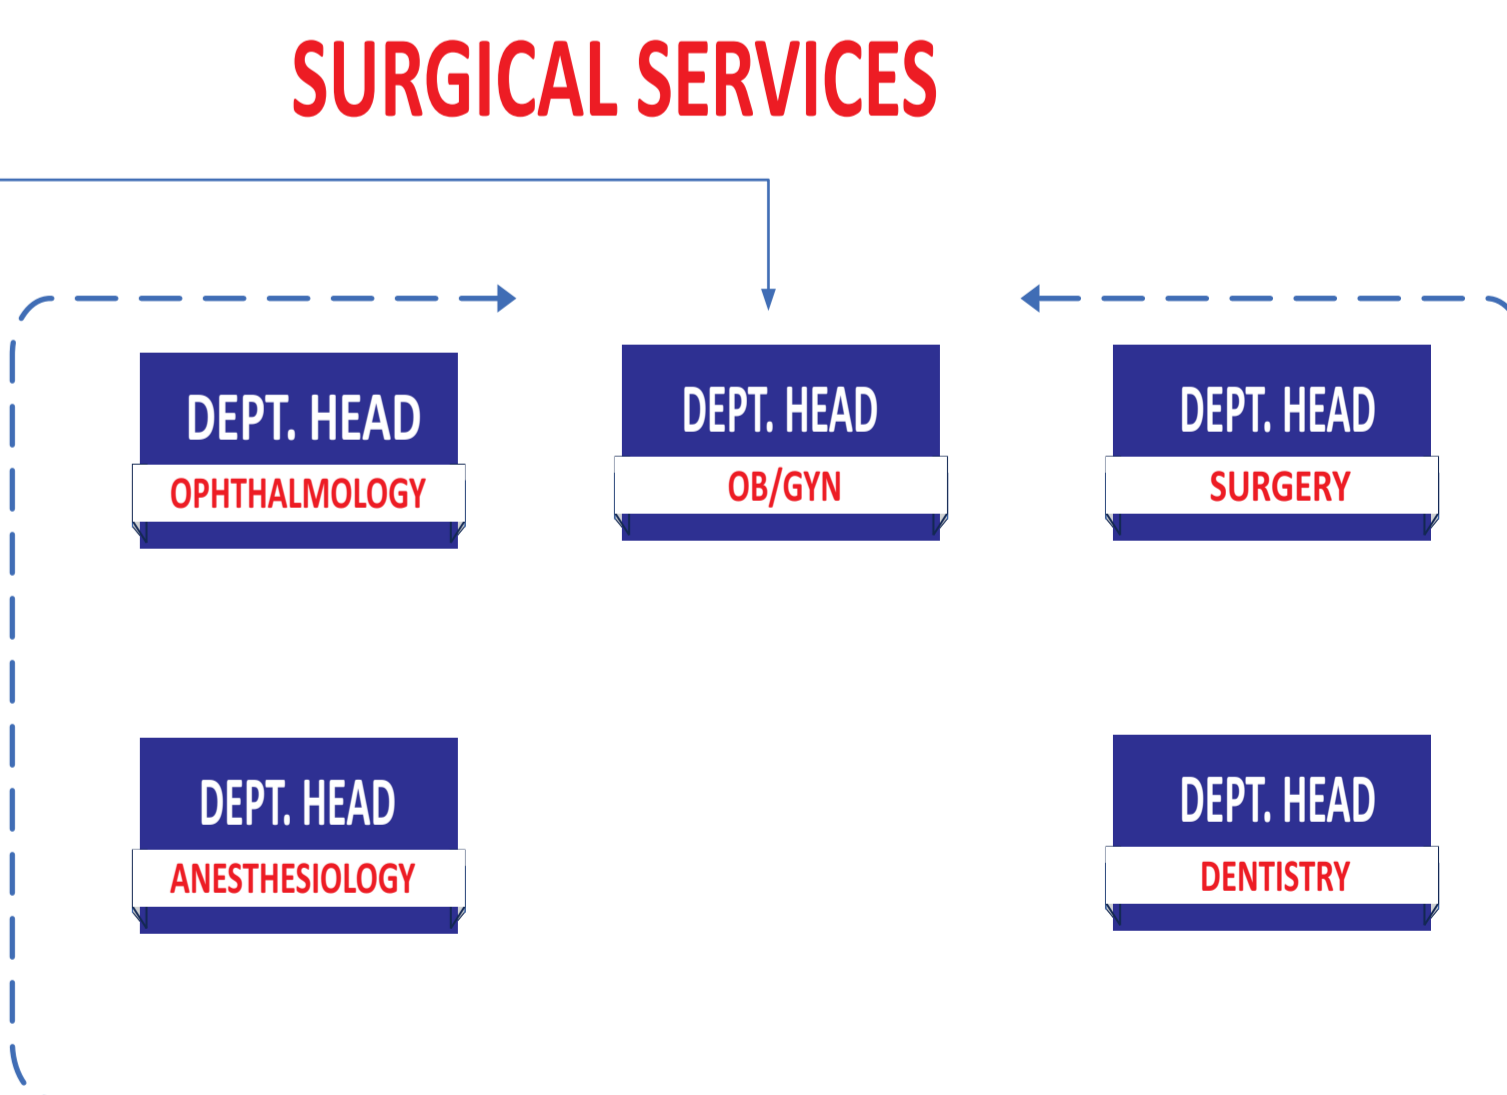 SURGICAL SERVICES
DEPT. HEAD
OPHTHALMOLOGY
DEPT. HEAD
OB/GYN
DEPT. HEAD
SURGERY
DEPT. HEAD
ANESTHESIOLOGY
DEPT. HEAD
DENTISTRY